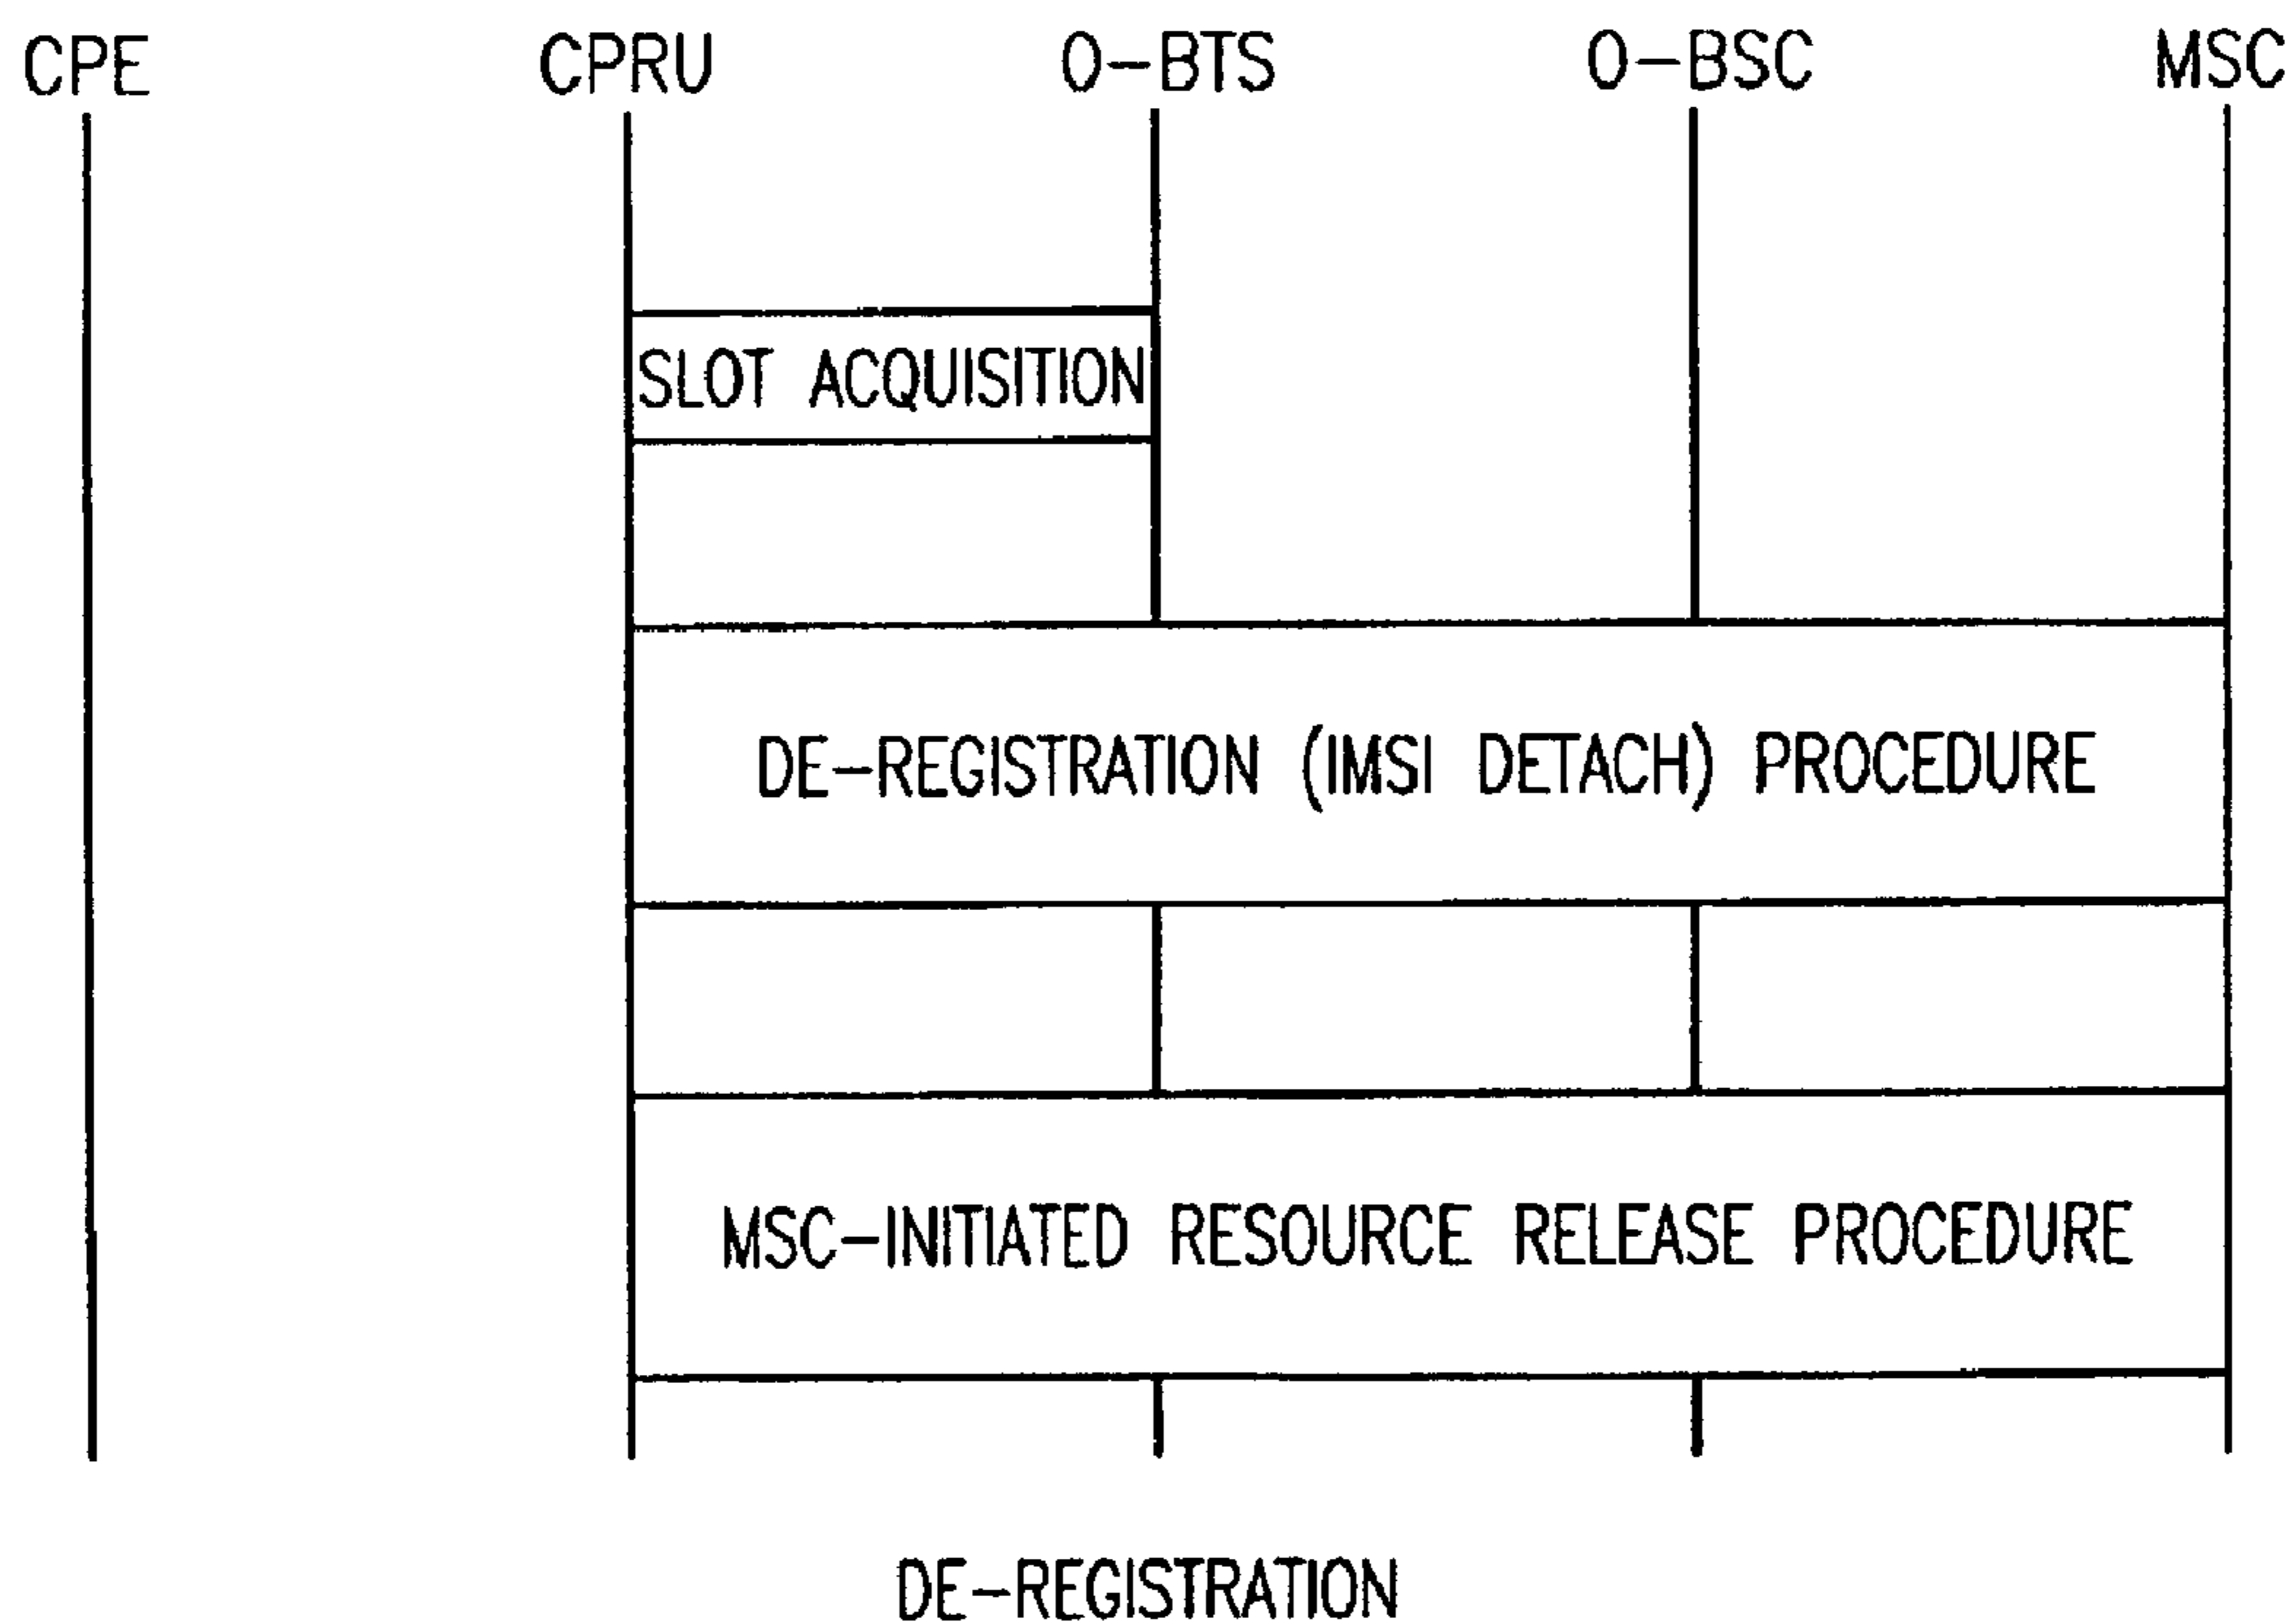 CPE CPRU O-BTS O-BSC MSC
SLOT ACQUISITION
DE-REGISTRATION (IMSI DETACH) PROCEDURE
MSC-INITIATED RESOURCE RELEASE PROCEDURE
DE-REGISTRATION